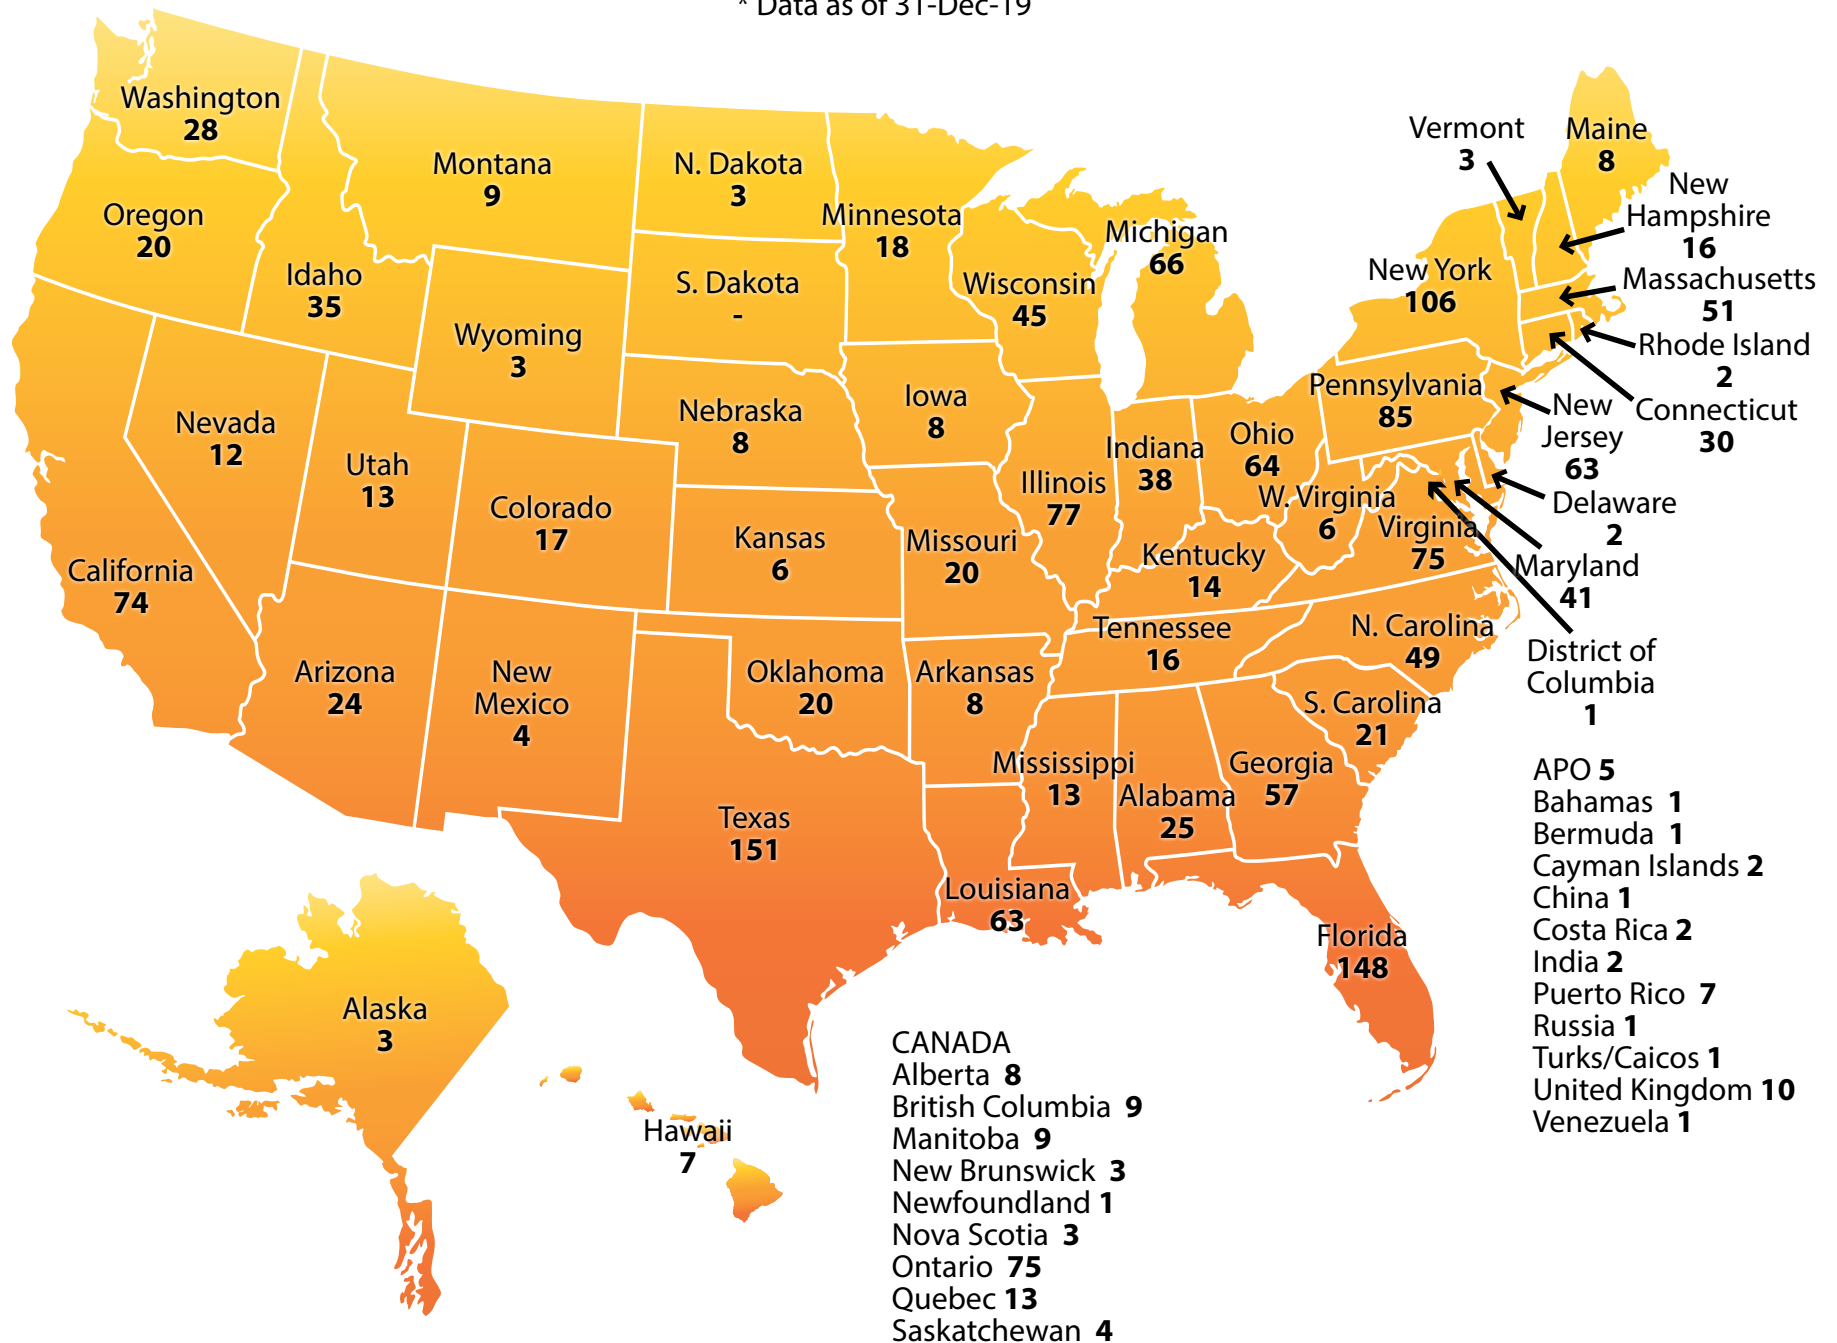 * Data as of 31-Dec-19
Washington
28
Oregon
20
Idaho
35
Montana
9
N. Dakota
3
S. Dakota
-
Minnesota
18
Wisconsin
45
Michigan
66
Wyoming
3
Nevada
12
Utah
13
Colorado
17
California
74
Nebraska
8
Iowa
8
Kansas
6
Missouri
20
Illinois
77
Indiana
38
Ohio
64
Kentucky
14
W. Virginia
6
Virginia
75
Pennsylvania
85
New York
106
Vermont
3
Maine
8
New
Hampshire
16
Massachusetts
51
Rhode Island
2
Connecticut
30
New
Jersey
63
Delaware
2
Maryland
41
District of
Columbia
1
Arizona
24
New
Mexico
4
Oklahoma
20
Arkansas
8
Tennessee
16
N. Carolina
49
S. Carolina
21
Mississippi
13
Alabama
25
Georgia
57
Texas
151
Louisiana
63
Florida
148
Alaska
3
Hawaii
7
CANADA
Alberta 8
British Columbia 9
Manitoba 9
New Brunswick 3
Newfoundland 1
Nova Scotia 3
Ontario 75
Quebec 13
Saskatchewan 4
APO 5
Bahamas 1
Bermuda 1
Cayman Islands 2
China 1
Costa Rica 2
India 2
Puerto Rico 7
Russia 1
Turks/Caicos 1
United Kingdom 10
Venezuela 1